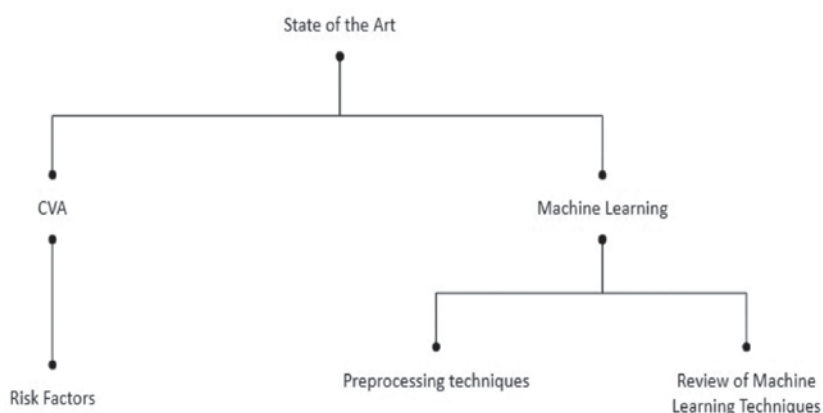 State of the Art
CVA
Machine Learning
Risk Factors
Preprocessing techniques
Review of Machine
Learning Techniques